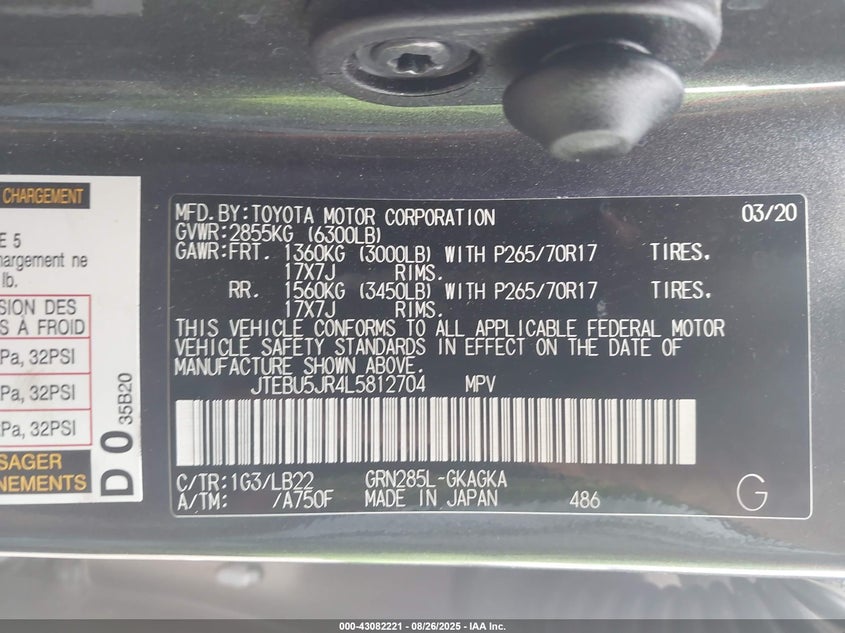 CHARGEMENT
E 5
hargement ne
lb.
SION DES
S À FROID
Pa, 32PSI
Pa, 32PSI
Pa, 32PSI
SAGER
NEMENTS
D 0 35B20
MFD.BY:TOYOTA MOTOR CORPORATION 03/20
GVWR:2855KG (6300LB)
GAWR:FRT. 1360KG (3000LB) WITH P265/70R17 TIRES.
17X7J RIMS.
RR. 1560KG (3450LB) WITH P265/70R17 TIRES.
17X7J RIMS.
THIS VEHICLE CONFORMS TO ALL APPLICABLE FEDERAL MOTOR
VEHICLE SAFETY STANDARDS IN EFFECT ON THE DATE OF
MANUFACTURE SHOWN ABOVE.
JTEBU5JR4L5812704 MPV
C/TR:1G3/LB22 GRN285L-GKAGKA
A/TM: /A750F MADE IN JAPAN 486 G
000-43082221 - 08/26/2025 - IAA Inc.